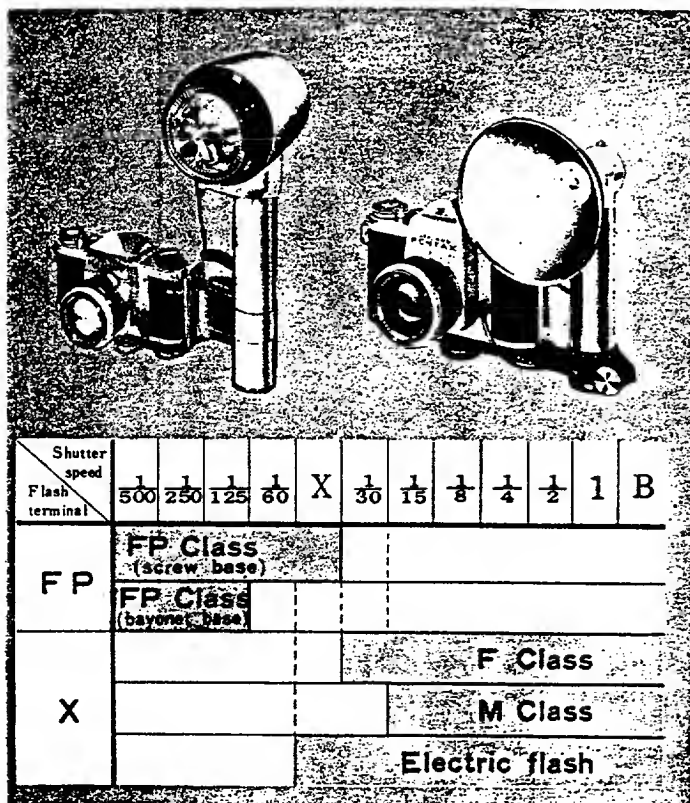 PENTAX
Shutter speed
Flash terminal
1/500 1/250 1/125 1/60 X 1/30 1/15 1/8 1/4 1/2 1 B
FP
FP Class
(screw base)
FP Class
(bayonet base)
X
F Class
M Class
Electric flash